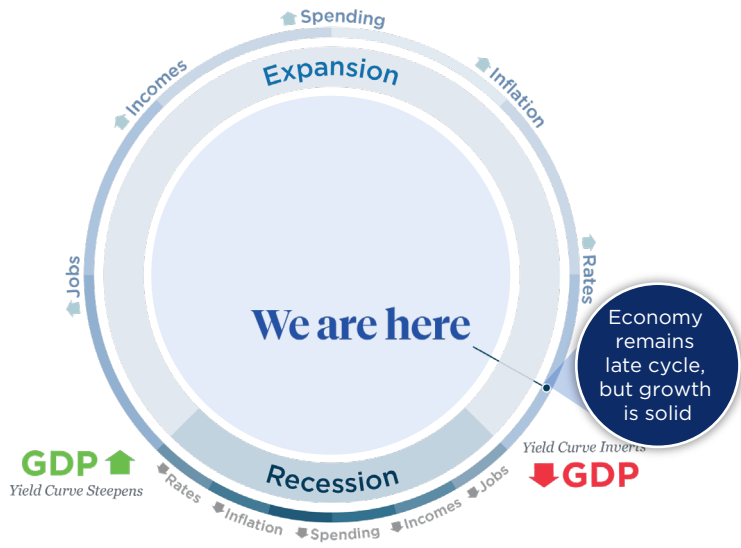 Spending
Incomes
Expansion
Inflation
Jobs
Rates
We are here
Economy
remains
late cycle,
but growth
is solid
GDP
Yield Curve Steepens
Yield Curve Inverts
GDP
Recession
Rates
Inflation
Spending
Incomes
Jobs